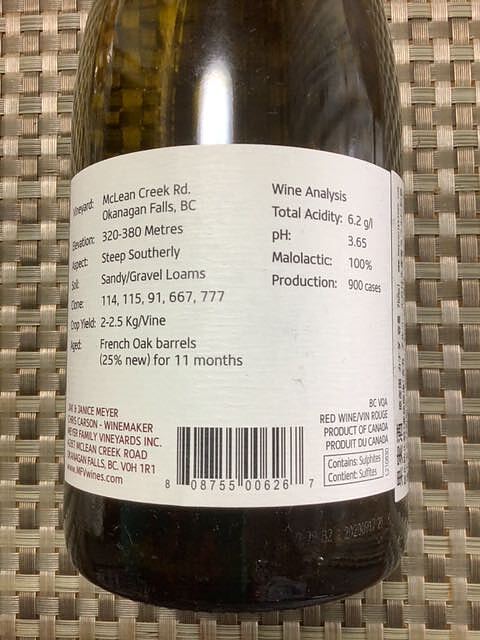 Vineyard: McLean Creek Rd.
Okanagan Falls, BC
Elevation: 320-380 Metres
Aspect: Steep Southerly
Soil: Sandy/Gravel Loams
Clone: 114, 115, 91, 667, 777
Crop Yield: 2-2.5 Kg/Vine
Aged: French Oak barrels
(25% new) for 11 months
Wine Analysis
Total Acidity: 6.2 g/l
pH: 3.65
Malolactic: 100%
Production: 900 cases
JAK & JANICE MEYER
CHRIS CARSON - WINEMAKER
MEYER FAMILY VINEYARDS INC.
4287 MCLEAN CREEK ROAD
OKANAGAN FALLS, BC. V0H 1R1
www.MFVwines.com
8 08755 00626 7
BC VQA
RED WINE/VIN ROUGE
PRODUCT OF CANADA
PRODUIT DU CANADA
Contains: Sulphites
Contient: Sulfites